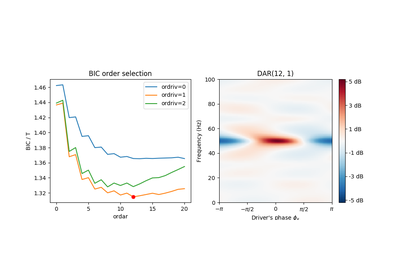 BIC order selection
1.46
1.44
1.42
1.40
1.38
1.36
1.34
1.32
BIC / T
0
5
10
15
20
ordar
ordriv=0
ordriv=1
ordriv=2
DAR(12, 1)
100
80
60
40
20
0
Frequency (Hz)
−π
−π/2
0
π/2
π
Driver's phase ϕₓ
5 dB
3 dB
1 dB
-1 dB
-3 dB
-5 dB